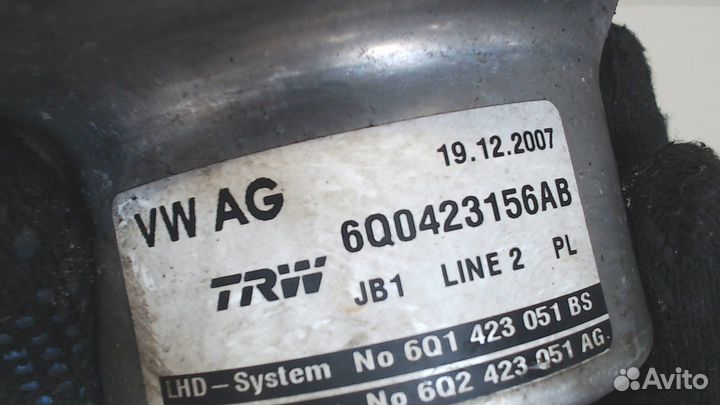 19.12.2007
VW AG
6Q0423156AB
TRW JB1 LINE 2 PL
LHD-System No 6Q1 423 051 BS
No 6Q2 423 051 AG
Avito